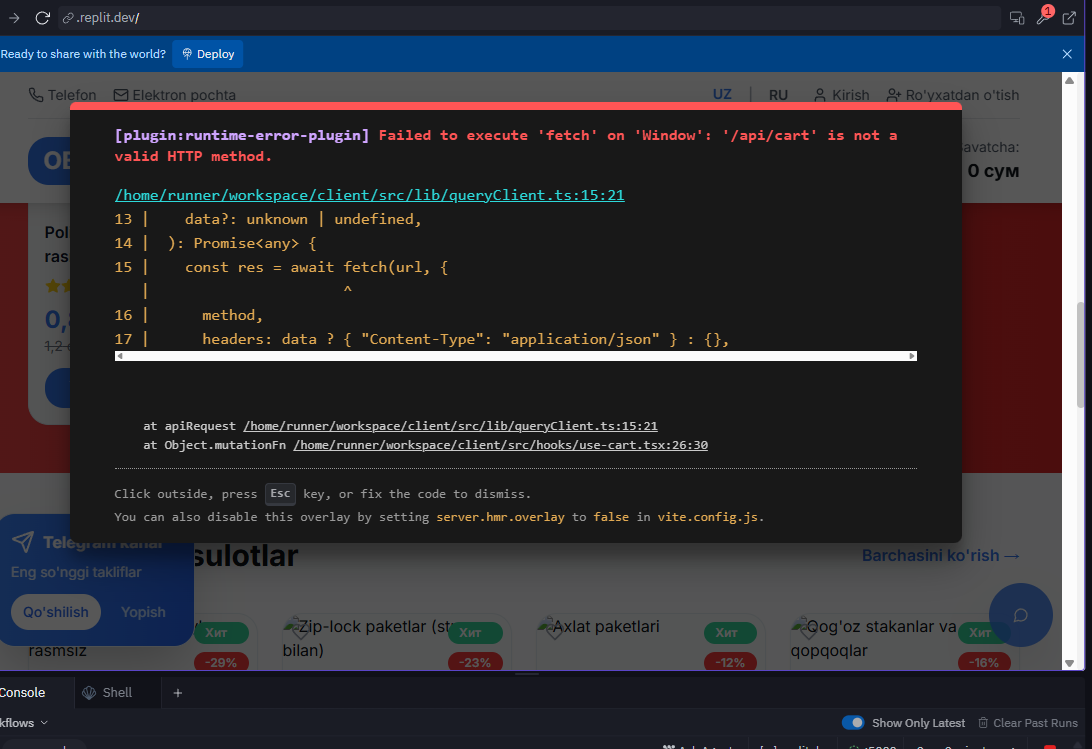 .replit.dev/
1
Ready to share with the world? Deploy
Telefon Elektron pochta UZ | RU Kirish Ro'yxatdan o'tish
[plugin:runtime-error-plugin] Failed to execute 'fetch' on 'Window': '/api/cart' is not a
valid HTTP method.
avatcha:
0 сум
/home/runner/workspace/client/src/lib/queryClient.ts:15:21
13 | data?: unknown | undefined,
14 | ): Promise<any> {
15 | const res = await fetch(url, {
| ^
16 | method,
17 | headers: data ? { "Content-Type": "application/json" } : {},
Pol
ras
0,8
1,2
at apiRequest /home/runner/workspace/client/src/lib/queryClient.ts:15:21
at Object.mutationFn /home/runner/workspace/client/src/hooks/use-cart.tsx:26:30
Click outside, press Esc key, or fix the code to dismiss.
You can also disable this overlay by setting server.hmr.overlay to false in vite.config.js.
Telegram kanal
sulotlar Barchasini ko'rish →
Eng so'nggi takliflar
Qo'shilish Yopish
Хит Zip-lock paketlar (st Хит Axlat paketlari Хит Qog'oz stakanlar va Хит
rasmsiz bilan) qopqoqlar
-29% -23% -12% -16%
Console Shell +
kflows Show Only Latest Clear Past Runs